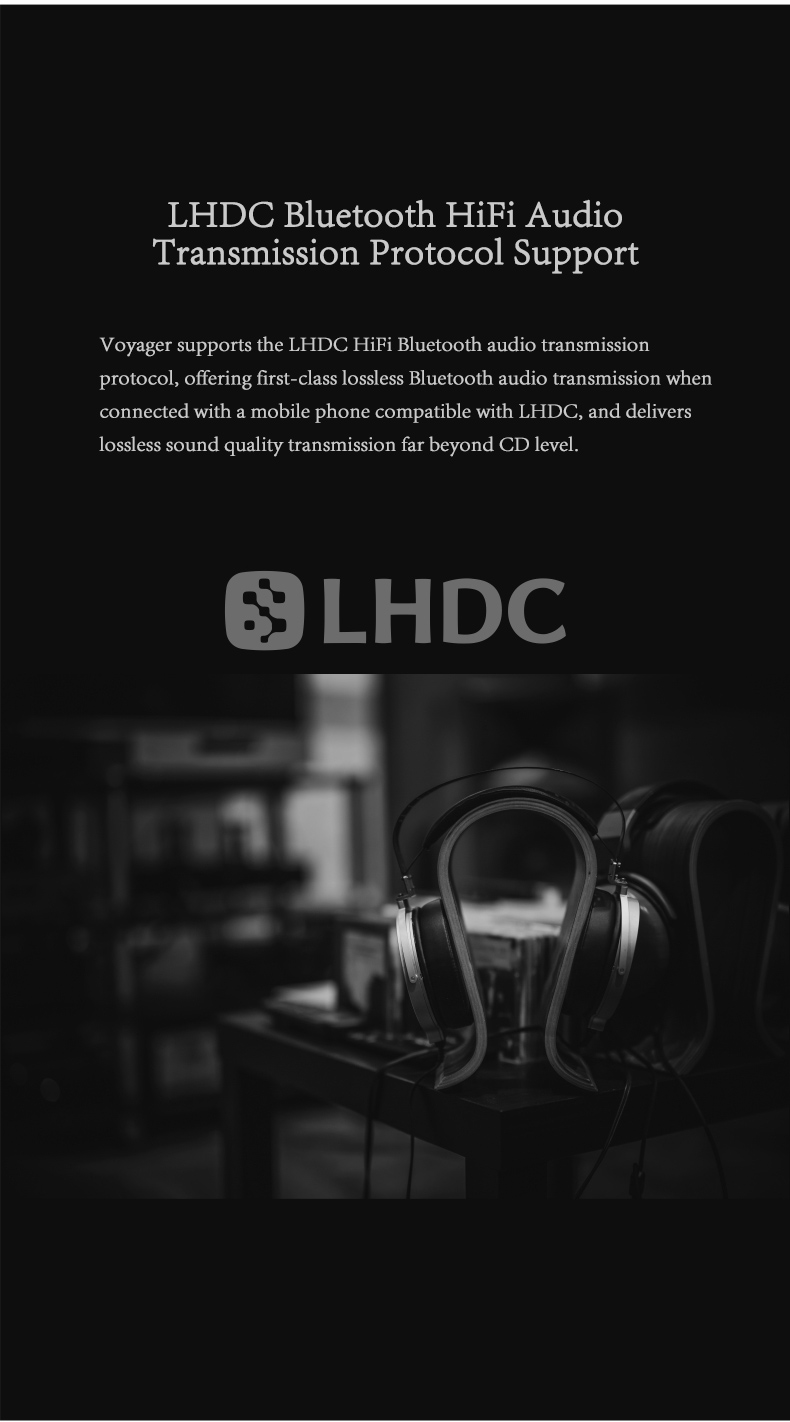 LHDC Bluetooth HiFi Audio
Transmission Protocol Support
Voyager supports the LHDC HiFi Bluetooth audio transmission
protocol, offering first-class lossless Bluetooth audio transmission when
connected with a mobile phone compatible with LHDC, and delivers
lossless sound quality transmission far beyond CD level.
LHDC